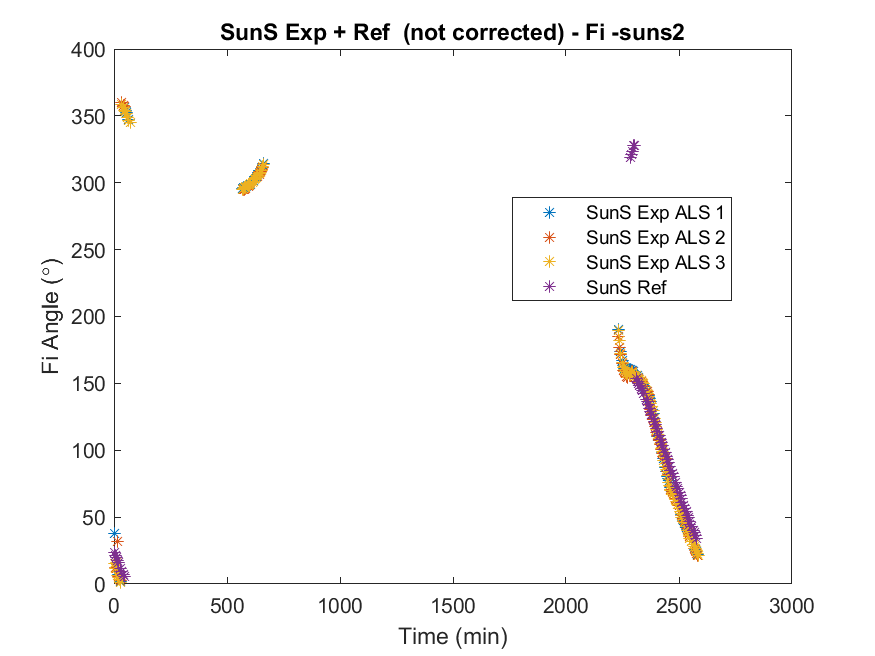 SunS Exp + Ref  (not corrected) - Fi -suns2
400
350
300
250
200
150
100
50
0
Fi Angle (°)
SunS Exp ALS 1
SunS Exp ALS 2
SunS Exp ALS 3
SunS Ref
0 500 1000 1500 2000 2500 3000
Time (min)